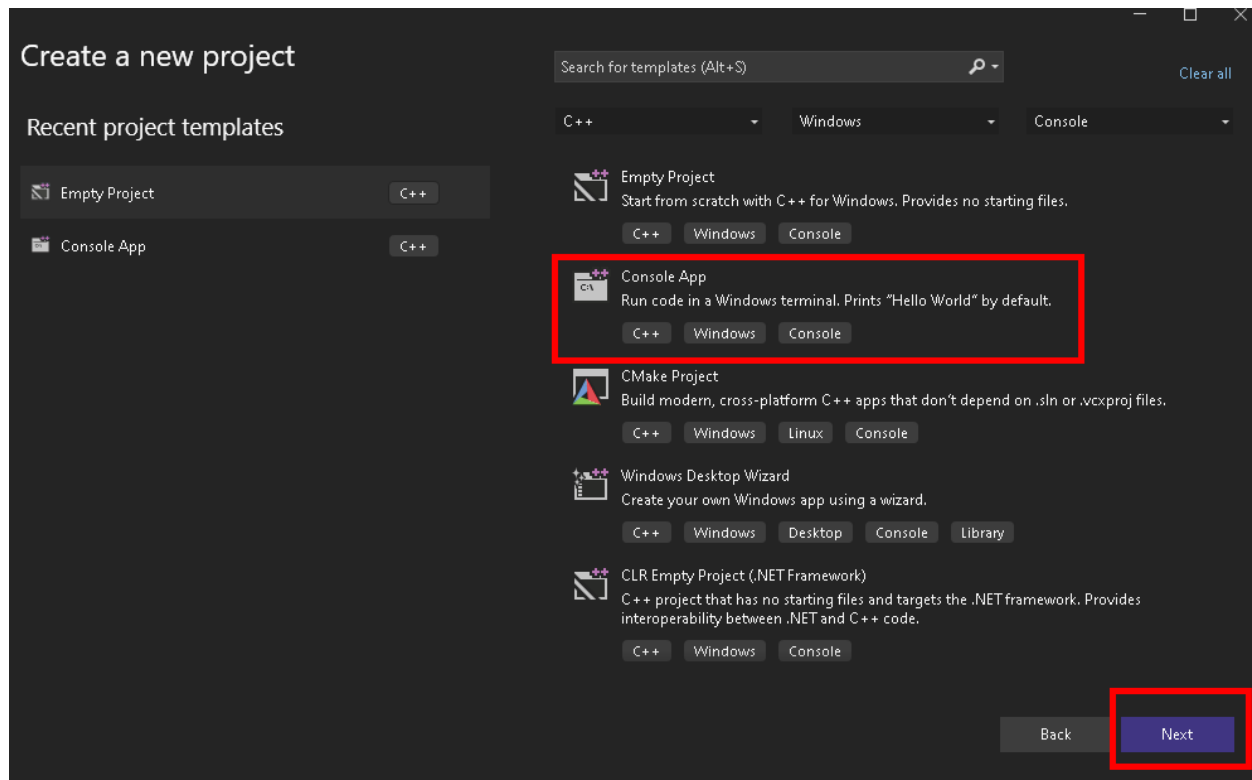 Create a new project
Search for templates (Alt+S)
Clear all
Recent project templates
C++
Windows
Console
Empty Project
C++
Console App
C++
Empty Project
Start from scratch with C++ for Windows. Provides no starting files.
C++ Windows Console
Console App
Run code in a Windows terminal. Prints "Hello World" by default.
C++ Windows Console
CMake Project
Build modern, cross-platform C++ apps that don't depend on .sln or .vcxproj files.
C++ Windows Linux Console
Windows Desktop Wizard
Create your own Windows app using a wizard.
C++ Windows Desktop Console Library
CLR Empty Project (.NET Framework)
C++ project that has no starting files and targets the .NET framework. Provides
interoperability between .NET and C++ code.
C++ Windows Console
Back
Next